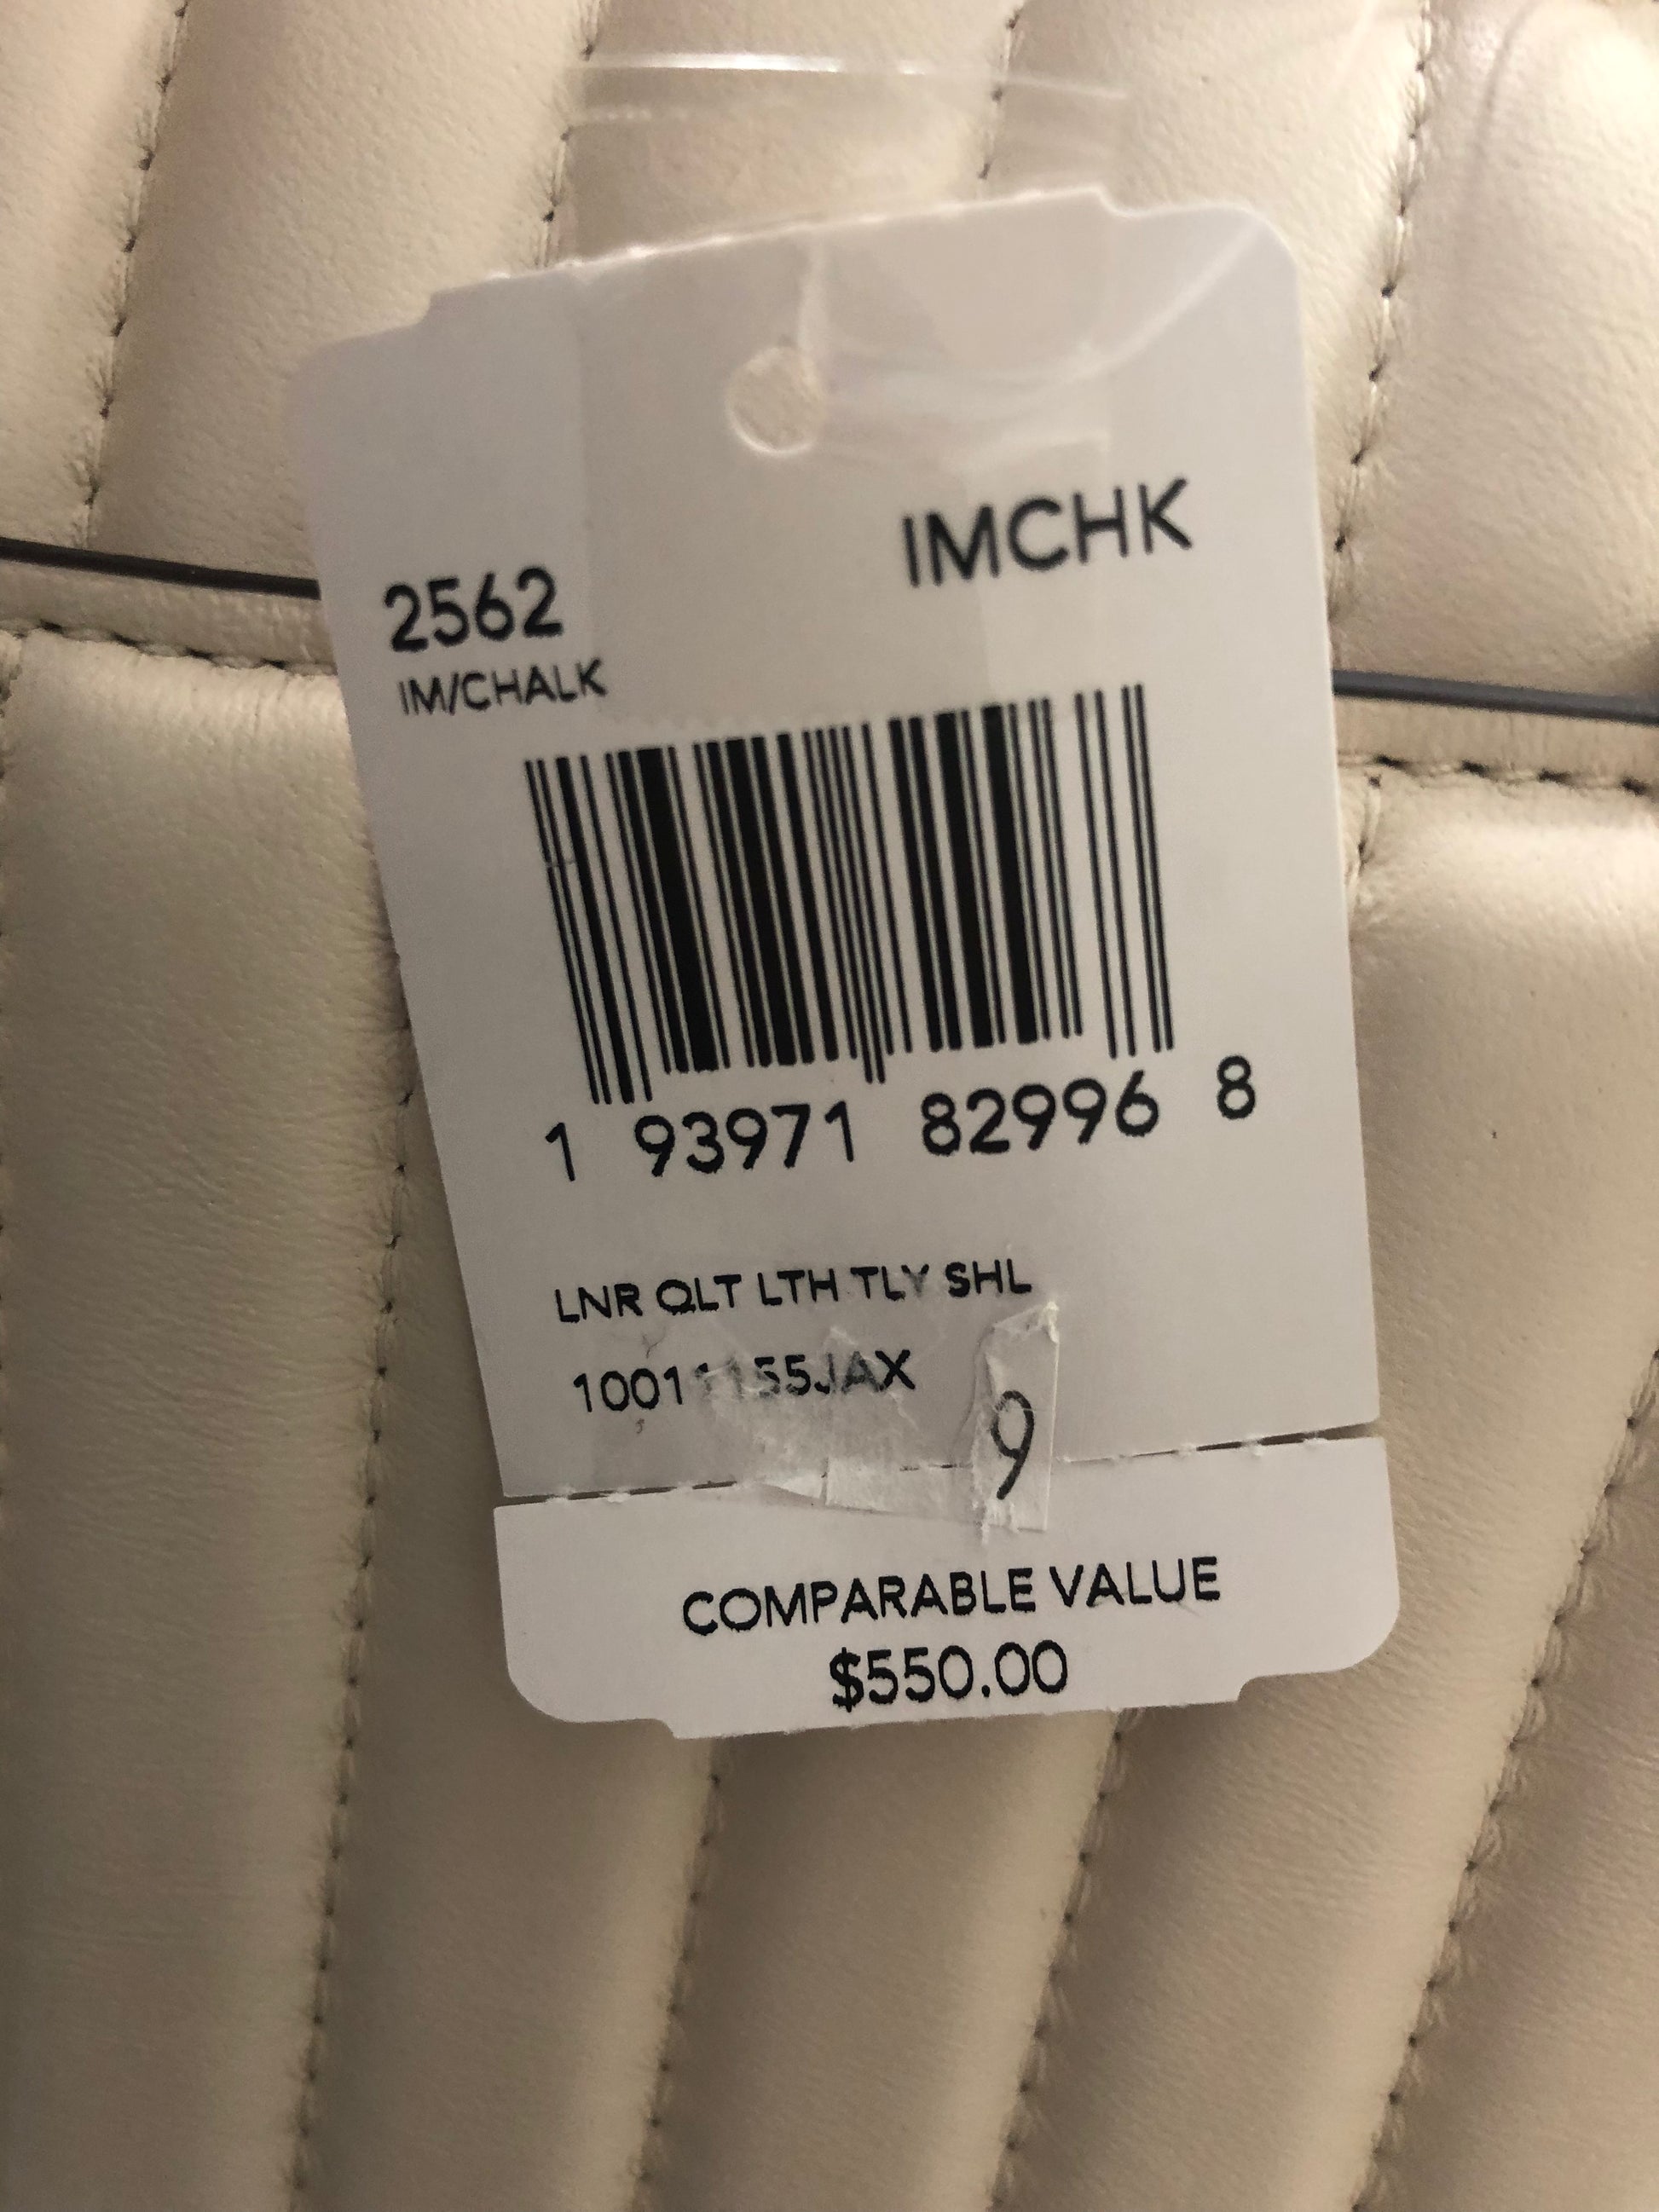 IMCHK
2562
IM/CHALK
1 93971 82996 8
LNR QLT LTH TLY SHL
9
COMPARABLE VALUE
$550.00